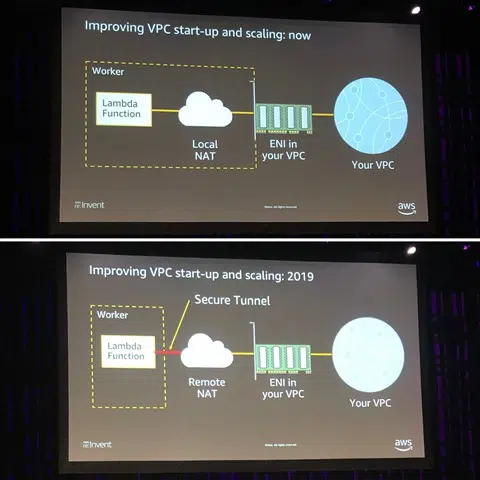 Improving VPC start-up and scaling: now
Worker
Lambda
Function
Local
NAT
ENI in
your VPC
Your VPC
re:Invent
aws
Improving VPC start-up and scaling: 2019
Secure Tunnel
Worker
Lambda
Function
Remote
NAT
ENI in
your VPC
Your VPC
re:Invent
aws